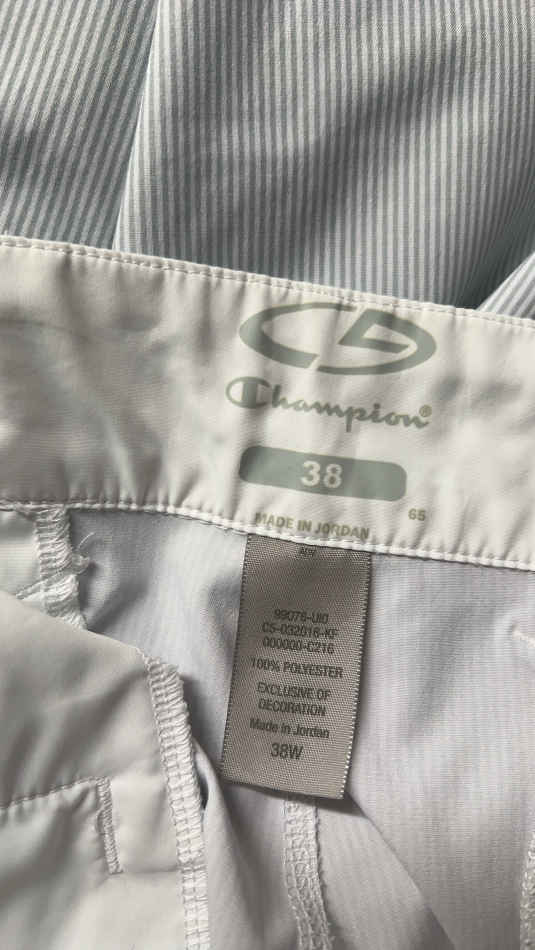 Champion®
38
MADE IN JORDAN
65
99076-UI0
C5-032016-KF
000000-C216
100% POLYESTER
EXCLUSIVE OF
DECORATION
Made in Jordan
38W